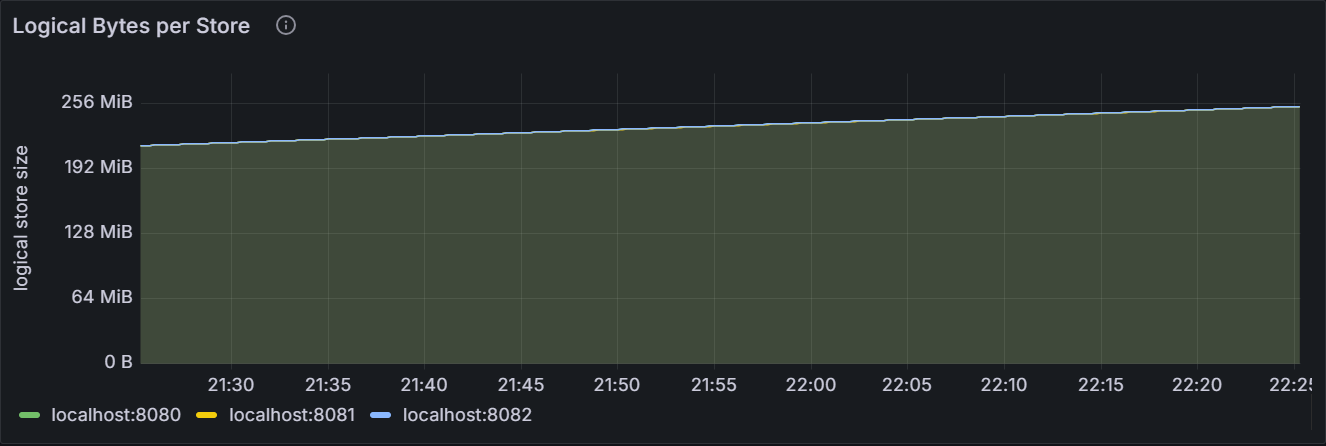 Logical Bytes per Store
logical store size
256 MiB
192 MiB
128 MiB
64 MiB
0 B
21:30 21:35 21:40 21:45 21:50 21:55 22:00 22:05 22:10 22:15 22:20 22:25
localhost:8080 localhost:8081 localhost:8082